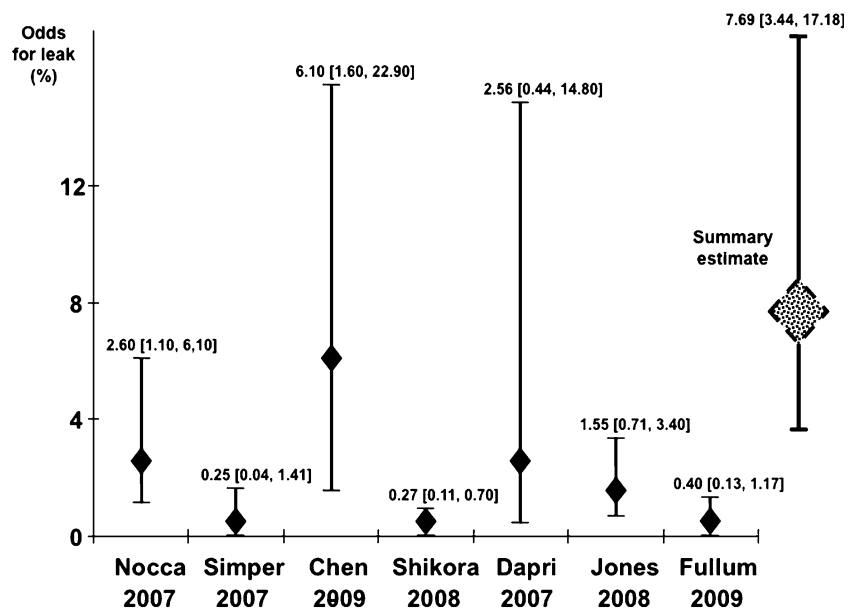 Odds
for leak
(%)
7.69 [3.44, 17.18]
6.10 [1.60, 22.90]
2.56 [0.44, 14.80]
12
Summary
estimate
8
2.60 [1.10, 6,10]
4
1.55 [0.71, 3.40]
0.25 [0.04, 1.41]
0.27 [0.11, 0.70]
0.40 [0.13, 1.17]
0
Nocca Simper Chen Shikora Dapri Jones Fullum
2007 2007 2009 2008 2007 2008 2009